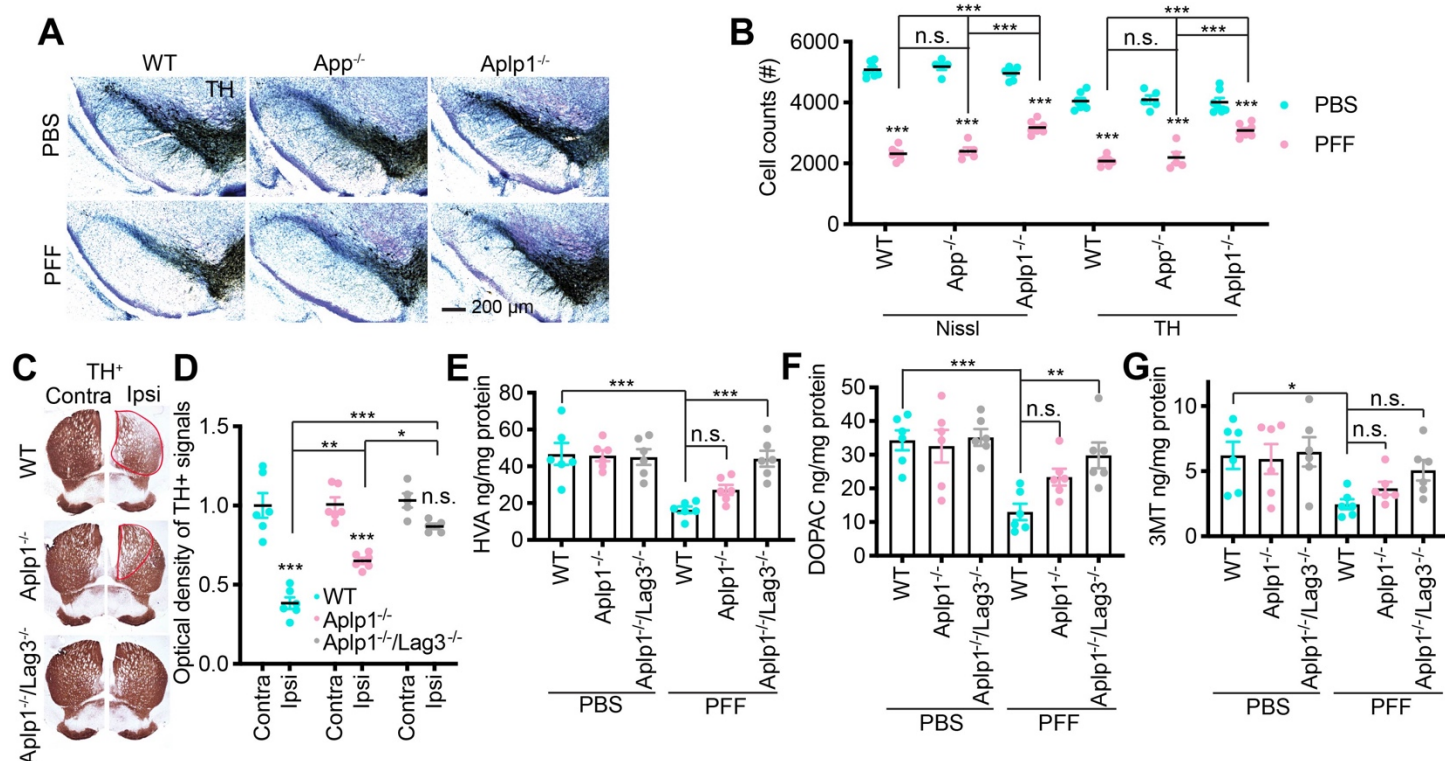 A
WT
App-/-
Aplp1-/-
TH
PBS
PFF
200 µm
B
Cell counts (#)
6000
4000
2000
0
***
n.s.
***
***
n.s.
***
***
***
***
***
***
***
WT
App-/-
Aplp1-/-
WT
App-/-
Aplp1-/-
Nissl
TH
PBS
PFF
C
TH+
Contra
Ipsi
WT
Aplp1-/-
Aplp1-/-/Lag3-/-
D
Optical density of TH+ signals
1.0
0.5
0.0
***
**
*
n.s.
***
***
WT
Aplp1-/-
Aplp1-/-/Lag3-/-
Contra
Ipsi
Contra
Ipsi
Contra
Ipsi
E
HVA ng/mg protein
80
60
40
20
0
***
***
n.s.
WT
Aplp1-/-
Aplp1-/-/Lag3-/-
WT
Aplp1-/-
Aplp1-/-/Lag3-/-
PBS
PFF
F
DOPAC ng/mg protein
50
40
30
20
10
0
***
**
n.s.
WT
Aplp1-/-
Aplp1-/-/Lag3-/-
WT
Aplp1-/-
Aplp1-/-/Lag3-/-
PBS
PFF
G
3MT ng/mg protein
10
5
0
*
n.s.
n.s.
WT
Aplp1-/-
Aplp1-/-/Lag3-/-
WT
Aplp1-/-
Aplp1-/-/Lag3-/-
PBS
PFF